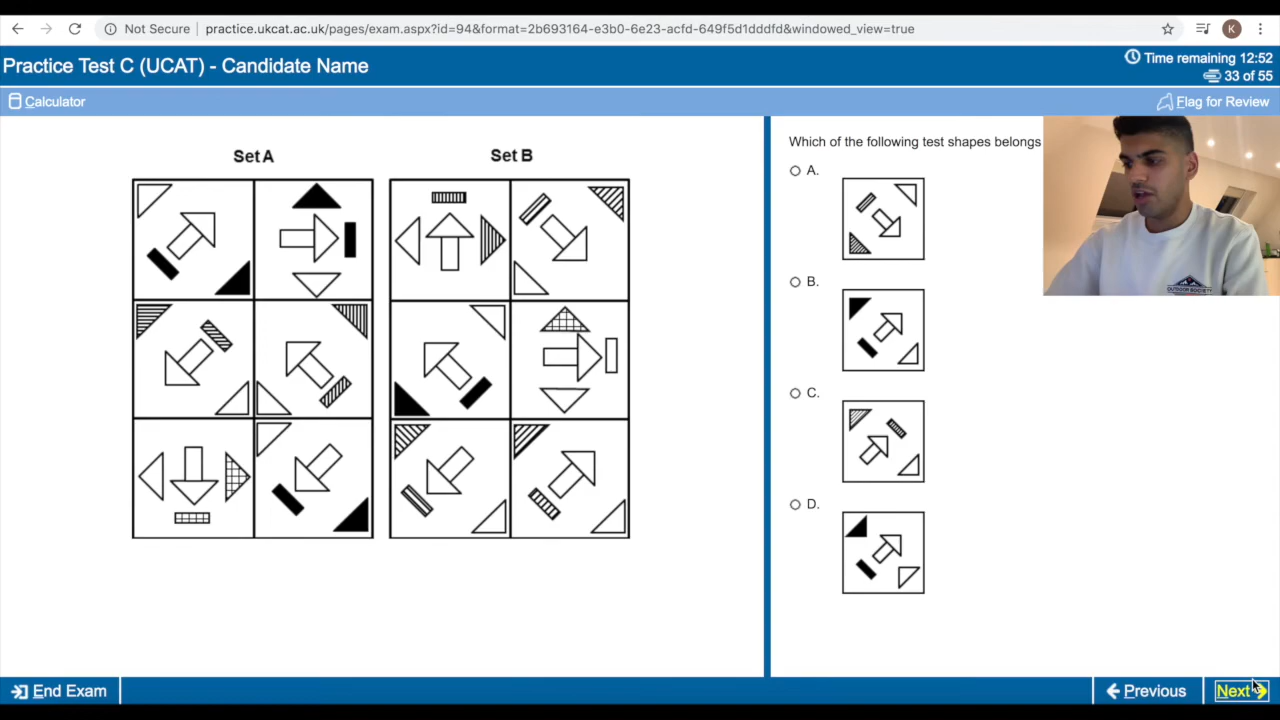 Not Secure practice.ukcat.ac.uk/pages/exam.aspx?id=94&format=2b693164-e3b0-6e23-acfd-649f5d1dddfd&windowed_view=true
K
Practice Test C (UCAT) - Candidate Name
Time remaining 12:52
33 of 55
Calculator
Flag for Review
Set A
Set B
Which of the following test shapes belongs
A.
B.
C.
D.
OUTDOOR SOCIETY
End Exam
Previous
Next